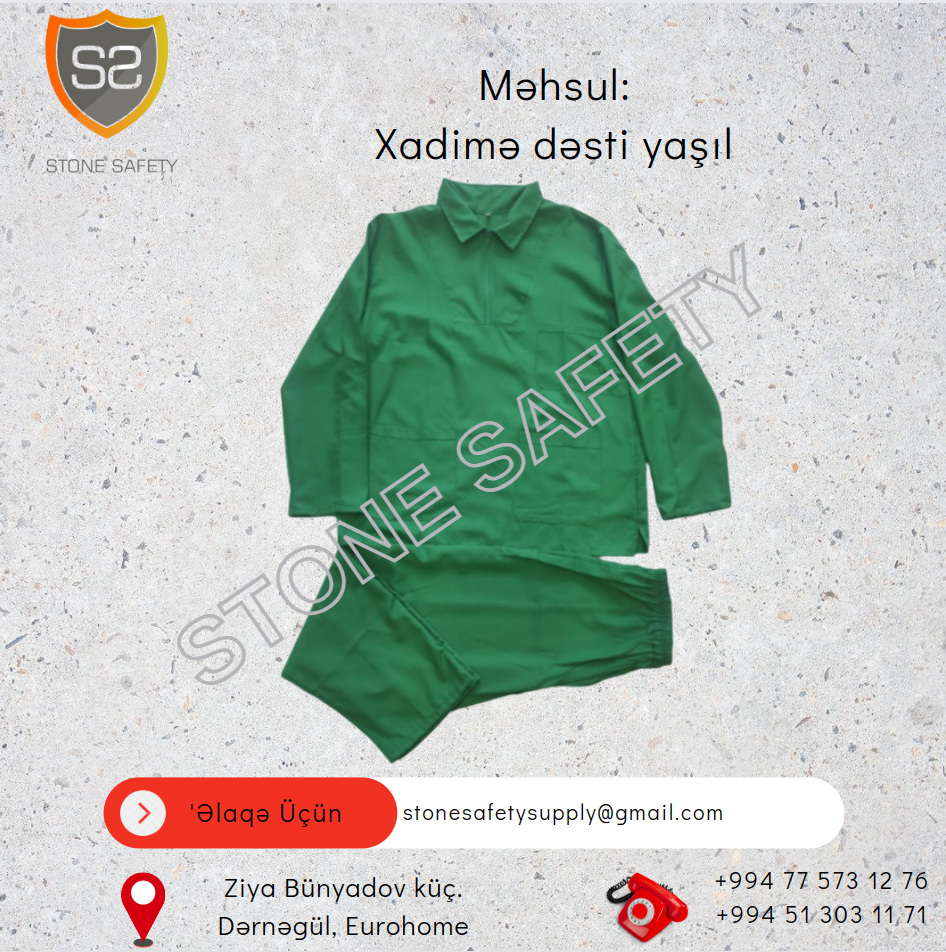 SS
STONE SAFETY
Məhsul:
Xadimə dəsti yaşıl
STONE SAFETY
'Əlaqə Üçün
stonesafetysupply@gmail.com
Ziya Bünyadov küç.
Dərnəgül, Eurohome
+994 77 573 12 76
+994 51 303 11,71